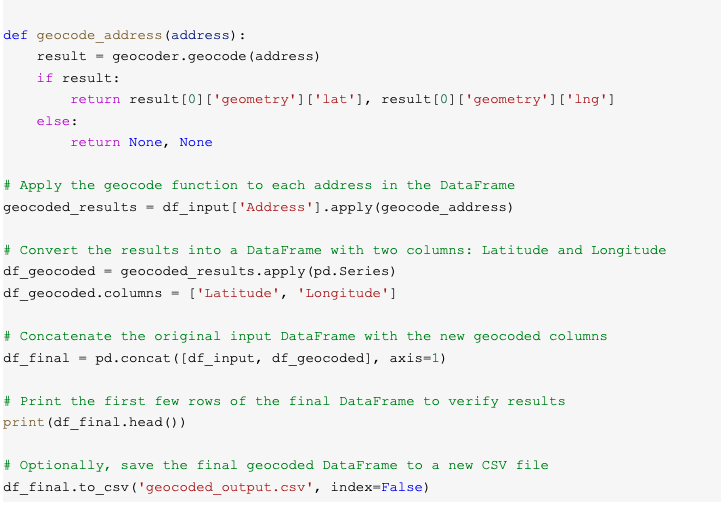 def geocode_address(address):
    result = geocoder.geocode(address)
    if result:
        return result[0]['geometry']['lat'], result[0]['geometry']['lng']
    else:
        return None, None
# Apply the geocode function to each address in the DataFrame
geocoded_results = df_input['Address'].apply(geocode_address)
# Convert the results into a DataFrame with two columns: Latitude and Longitude
df_geocoded = geocoded_results.apply(pd.Series)
df_geocoded.columns = ['Latitude', 'Longitude']
# Concatenate the original input DataFrame with the new geocoded columns
df_final = pd.concat([df_input, df_geocoded], axis=1)
# Print the first few rows of the final DataFrame to verify results
print(df_final.head())
# Optionally, save the final geocoded DataFrame to a new CSV file
df_final.to_csv('geocoded_output.csv', index=False)